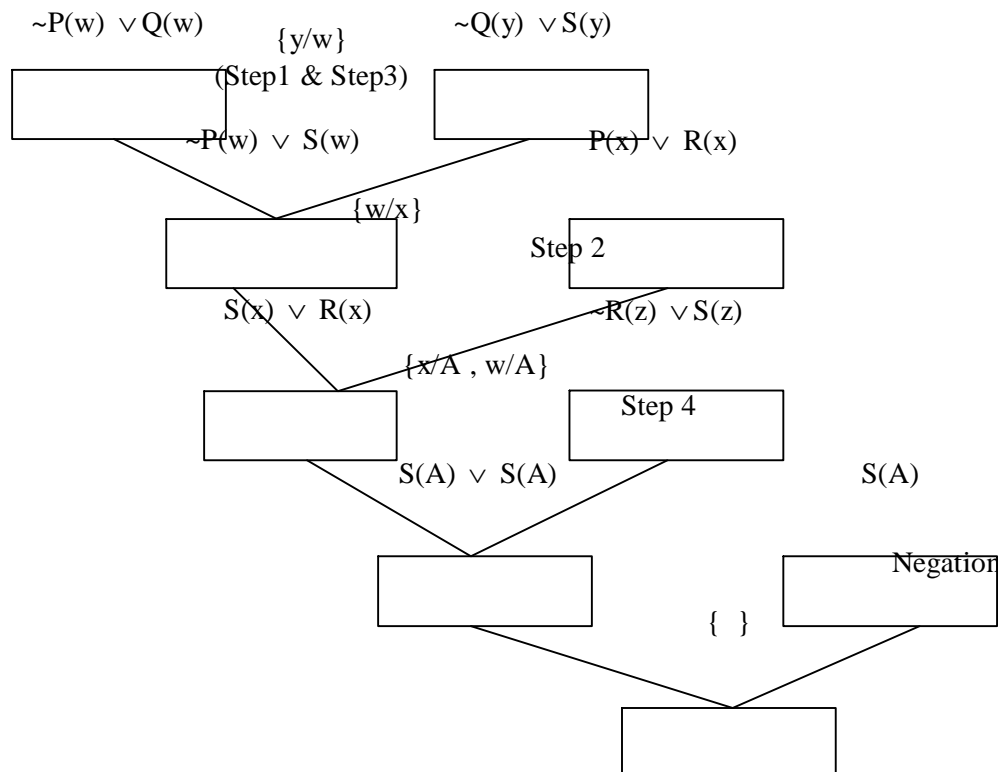 ~P(w) ∨ Q(w)
{y/w}
~Q(y) ∨ S(y)
(Step1 & Step3)
~P(w) ∨ S(w)
P(x) ∨ R(x)
{w/x}
Step 2
S(x) ∨ R(x)
~R(z) ∨ S(z)
{x/A , w/A}
Step 4
S(A) ∨ S(A)
S(A)
Negation
{ }